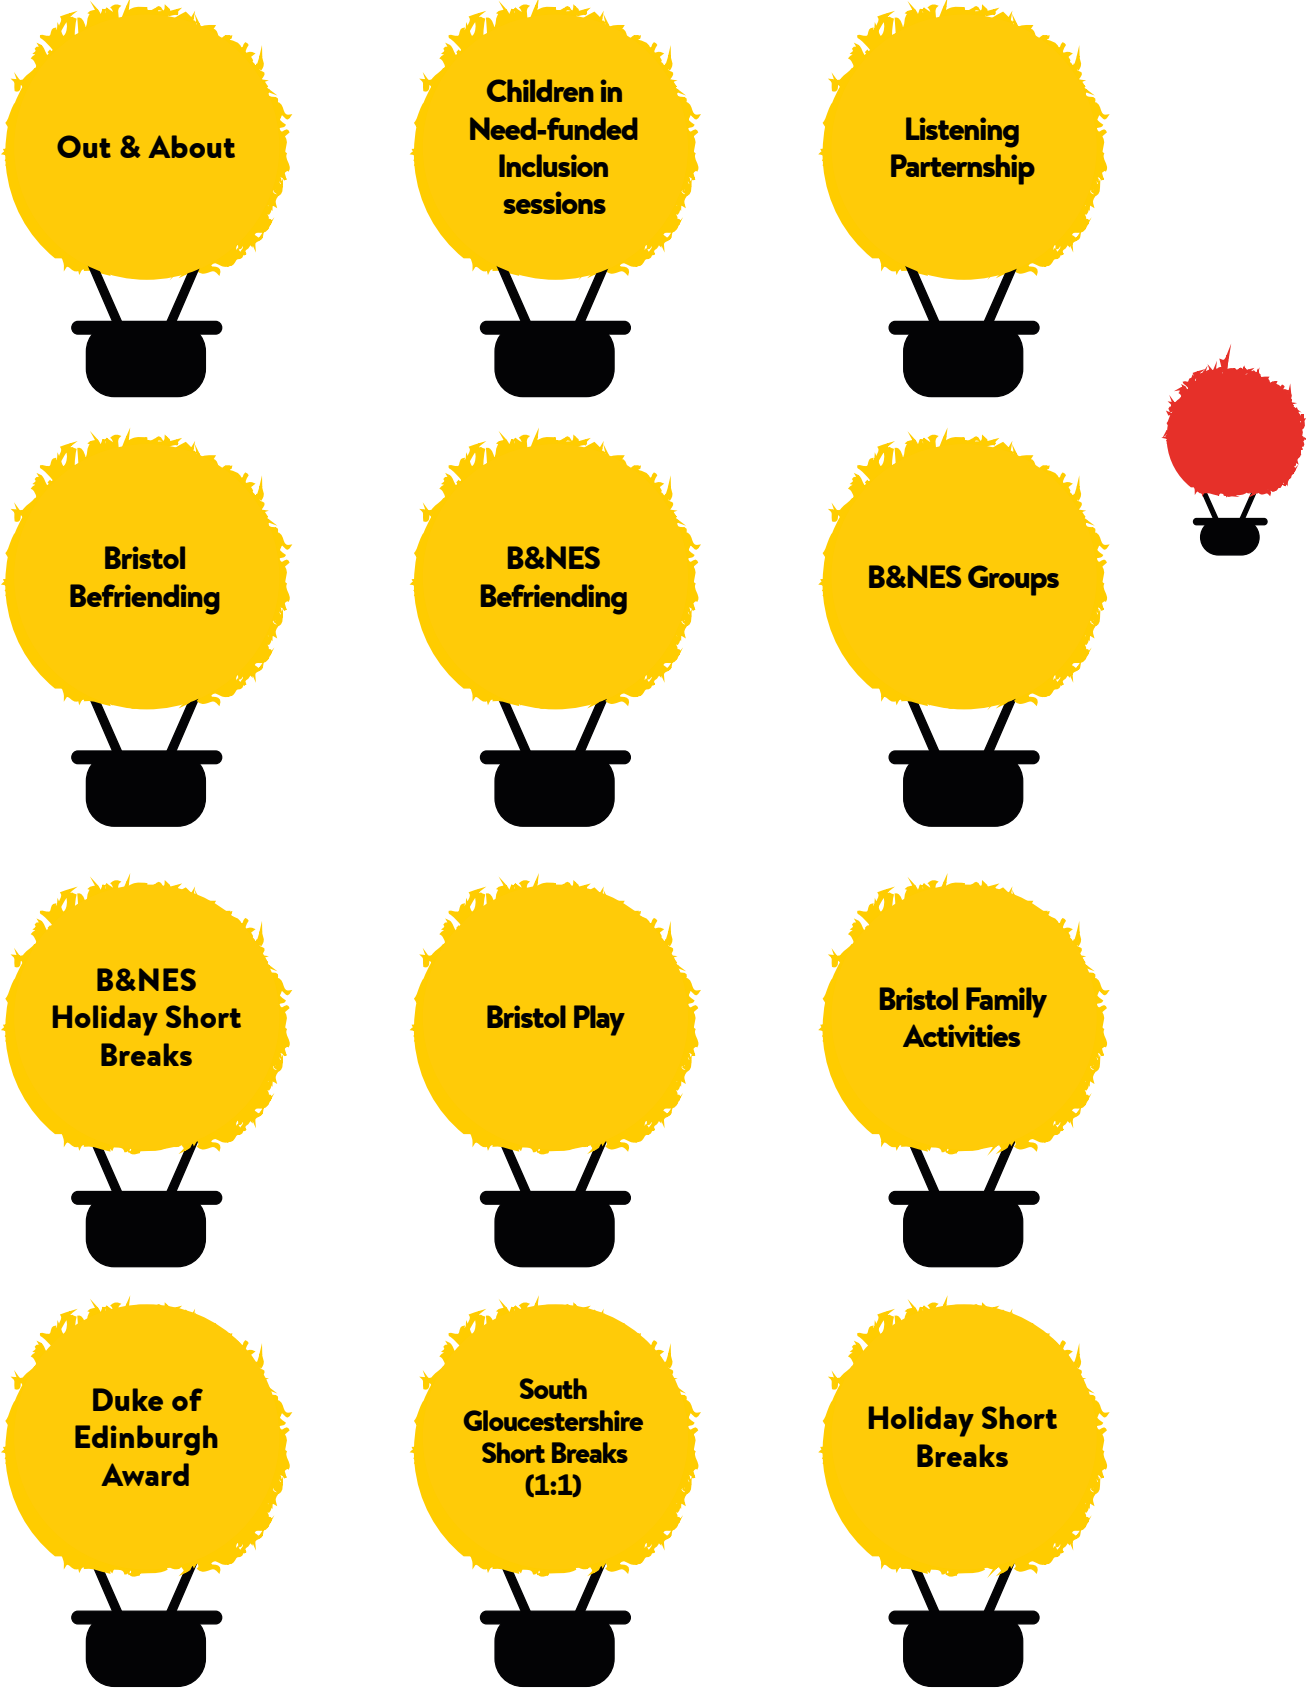 Out & About
Children in
Need-funded
Inclusion
sessions
Listening
Parternship
Bristol
Befriending
B&NES
Befriending
B&NES Groups
B&NES
Holiday Short
Breaks
Bristol Play
Bristol Family
Activities
Duke of
Edinburgh
Award
South
Gloucestershire
Short Breaks
(1:1)
Holiday Short
Breaks